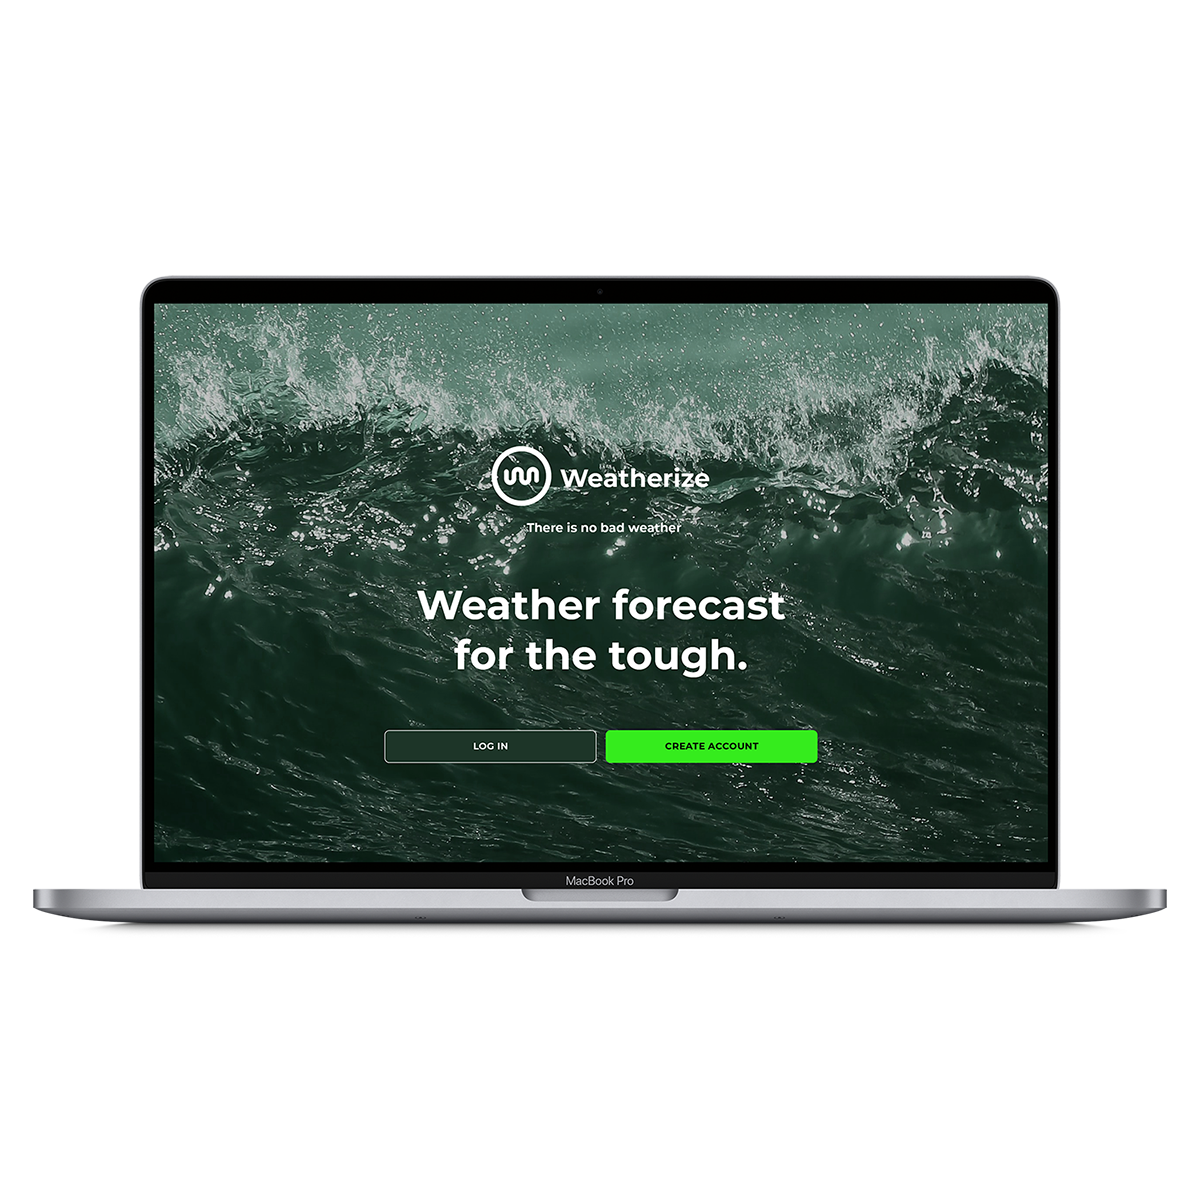 Weatherize
There is no bad weather
Weather forecast
for the tough.
LOG IN
CREATE ACCOUNT
MacBook Pro